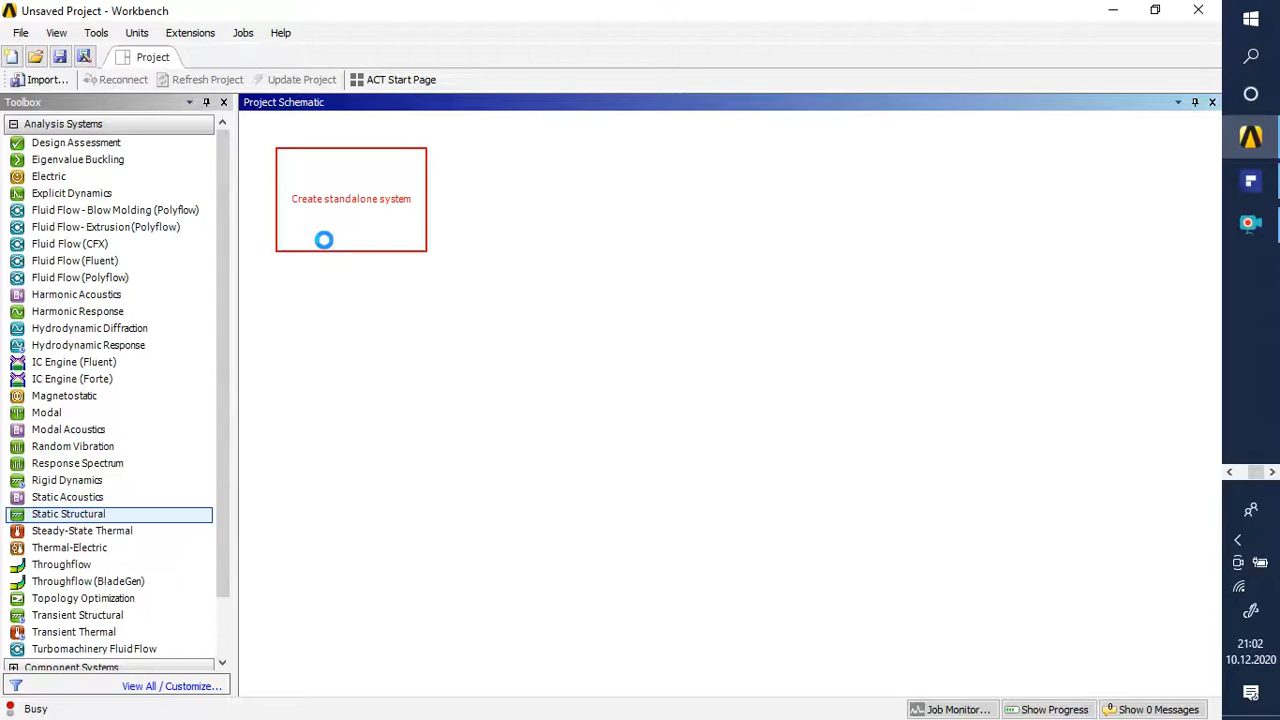 Unsaved Project - Workbench
File View Tools Units Extensions Jobs Help
Project
Import... Reconnect Refresh Project Update Project ACT Start Page
Toolbox
Project Schematic
Analysis Systems
Design Assessment
Eigenvalue Buckling
Electric
Explicit Dynamics
Fluid Flow - Blow Molding (Polyflow)
Fluid Flow- Extrusion (Polyflow)
Fluid Flow (CFX)
Fluid Flow (Fluent)
Fluid Flow (Polyflow)
Harmonic Acoustics
Harmonic Response
Hydrodynamic Diffraction
Hydrodynamic Response
IC Engine (Fluent)
IC Engine (Forte)
Magnetostatic
Modal
Modal Acoustics
Random Vibration
Response Spectrum
Rigid Dynamics
Static Acoustics
Static Structural
Steady-State Thermal
Thermal-Electric
Throughflow
Throughflow (BladeGen)
Topology Optimization
Transient Structural
Transient Thermal
Turbomachinery Fluid Flow
Component Systems
View All / Customize...
Create standalone system
Busy
Job Monitor... Show Progress Show 0 Messages
21:02
10.12.2020